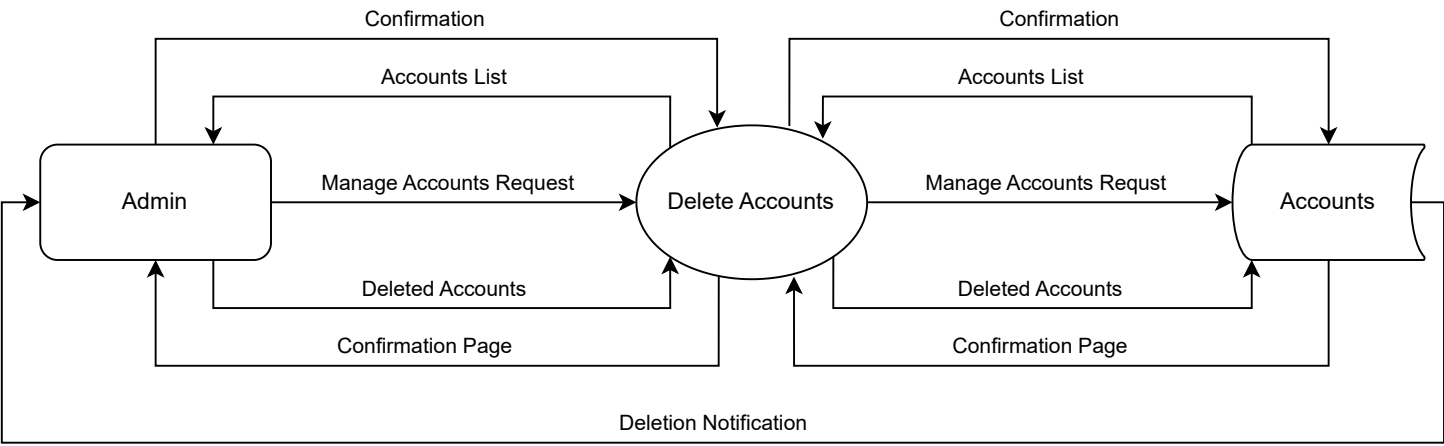 Confirmation
Confirmation
Accounts List
Accounts List
Manage Accounts Request
Manage Accounts Requst
Admin
Delete Accounts
Accounts
Deleted Accounts
Deleted Accounts
Confirmation Page
Confirmation Page
Deletion Notification